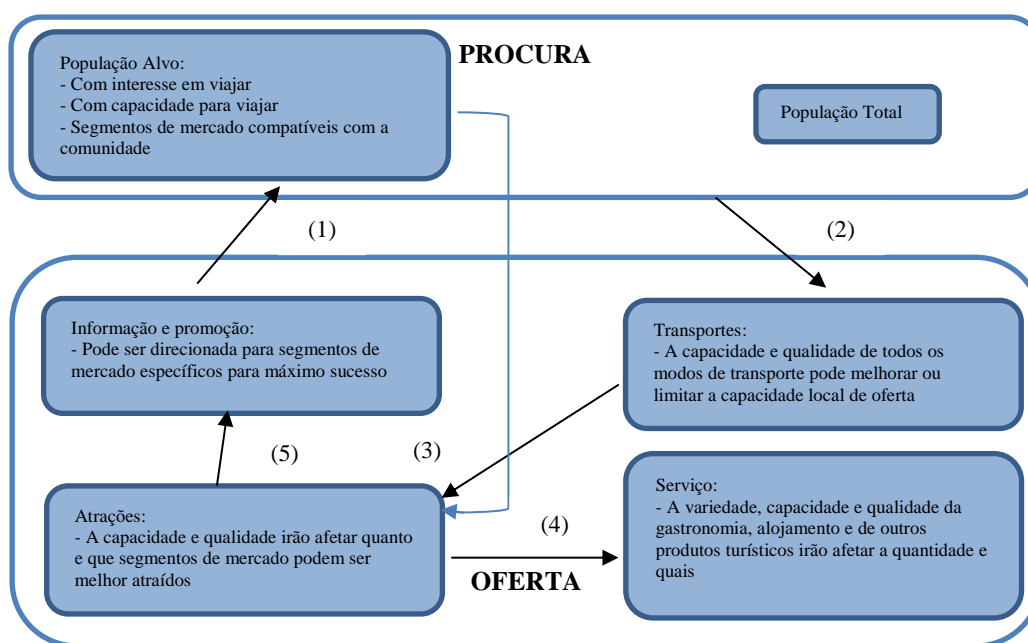 PROCURA
População Alvo:
- Com interesse em viajar
- Com capacidade para viajar
- Segmentos de mercado compatíveis com a
comunidade
População Total
(1)
(2)
Informação e promoção:
- Pode ser direcionada para segmentos de
mercado específicos para máximo sucesso
Transportes:
- A capacidade e qualidade de todos os
modos de transporte pode melhorar ou
limitar a capacidade local de oferta
(5)
(3)
Atrações:
- A capacidade e qualidade irão afetar quanto
e que segmentos de mercado podem ser
melhor atraídos
(4)
OFERTA
Serviço:
- A variedade, capacidade e qualidade da
gastronomia, alojamento e de outros
produtos turísticos irão afetar a quantidade e
quais